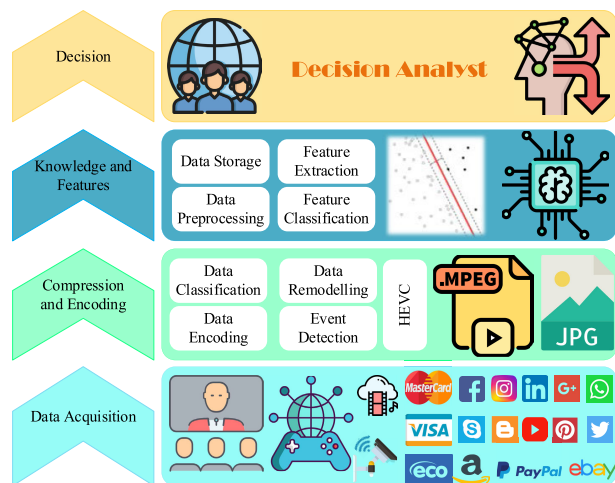 Decision
Decision Analyst
Knowledge and
Features
Data Storage
Feature
Extraction
Data
Preprocessing
Feature
Classification
Compression
and Encoding
Data
Classification
Data
Remodelling
Data
Encoding
Event
Detection
HEVC
.MPEG
JPG
Data Acquisition
MasterCard
f
in
G+
VISA
S
B
eco
a
P PayPal
ebay